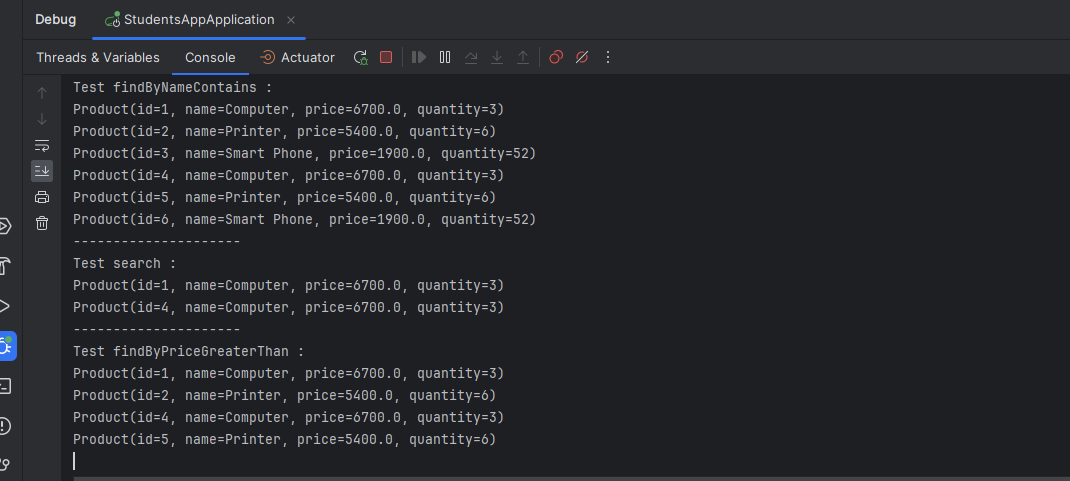 Debug StudentsAppApplication
Threads & Variables Console Actuator
Test findByNameContains :
Product(id=1, name=Computer, price=6700.0, quantity=3)
Product(id=2, name=Printer, price=5400.0, quantity=6)
Product(id=3, name=Smart Phone, price=1900.0, quantity=52)
Product(id=4, name=Computer, price=6700.0, quantity=3)
Product(id=5, name=Printer, price=5400.0, quantity=6)
Product(id=6, name=Smart Phone, price=1900.0, quantity=52)
---------------------
Test search :
Product(id=1, name=Computer, price=6700.0, quantity=3)
Product(id=4, name=Computer, price=6700.0, quantity=3)
---------------------
Test findByPriceGreaterThan :
Product(id=1, name=Computer, price=6700.0, quantity=3)
Product(id=2, name=Printer, price=5400.0, quantity=6)
Product(id=4, name=Computer, price=6700.0, quantity=3)
Product(id=5, name=Printer, price=5400.0, quantity=6)